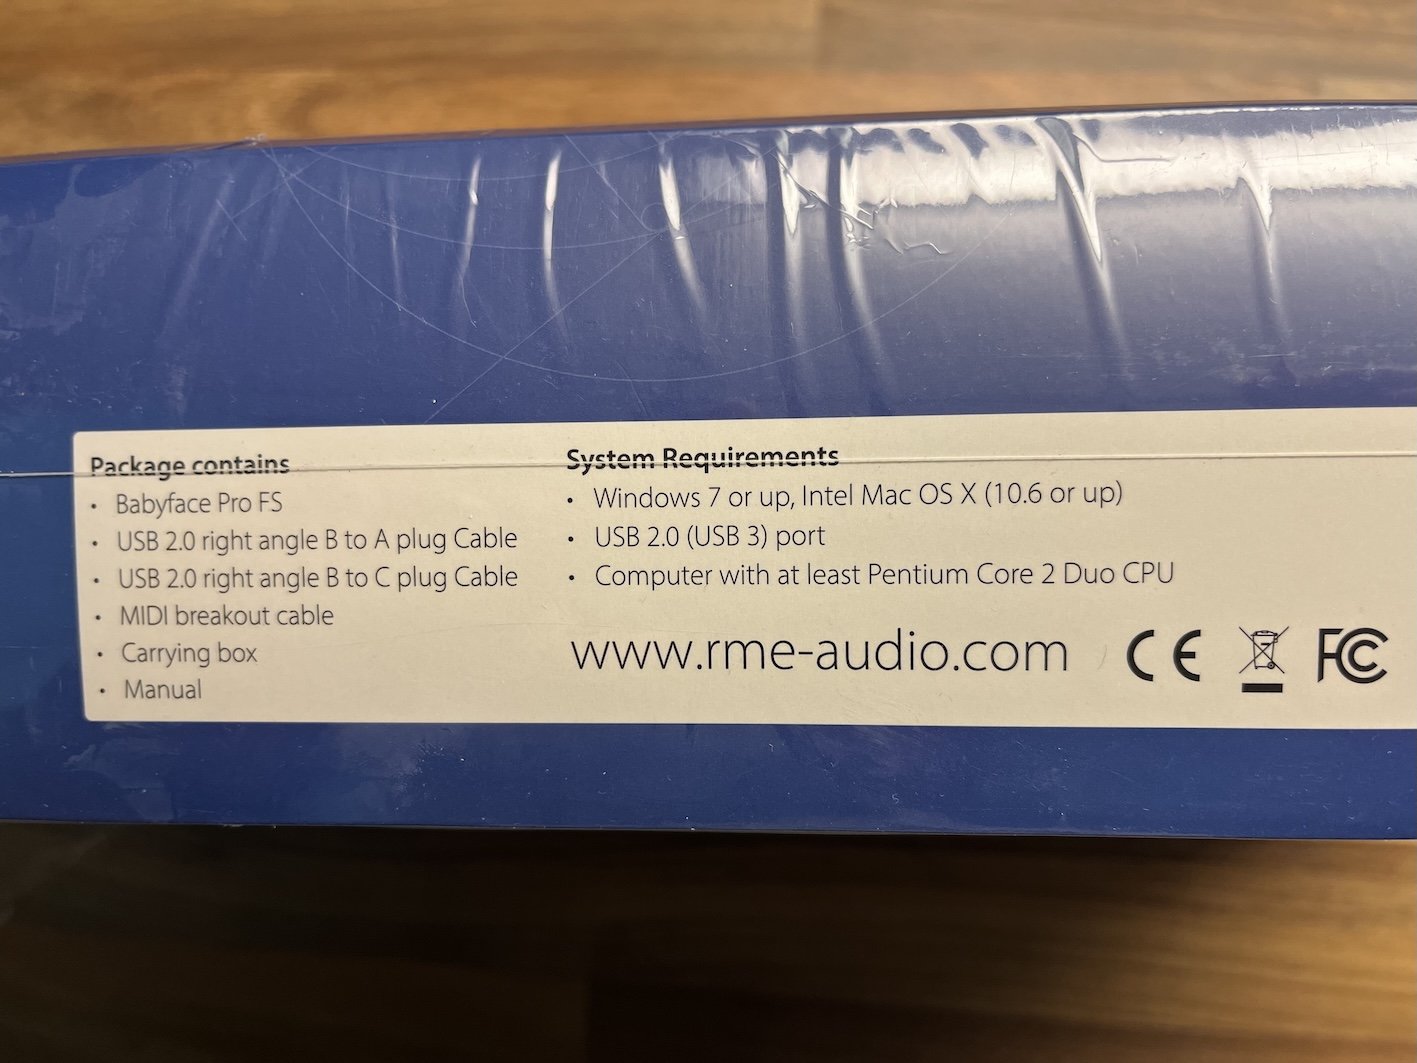 Package contains
• Babyface Pro FS
• USB 2.0 right angle B to A plug Cable
• USB 2.0 right angle B to C plug Cable
• MIDI breakout cable
• Carrying box
• Manual
System Requirements
• Windows 7 or up, Intel Mac OS X (10.6 or up)
• USB 2.0 (USB 3) port
• Computer with at least Pentium Core 2 Duo CPU
www.rme-audio.com CE FC